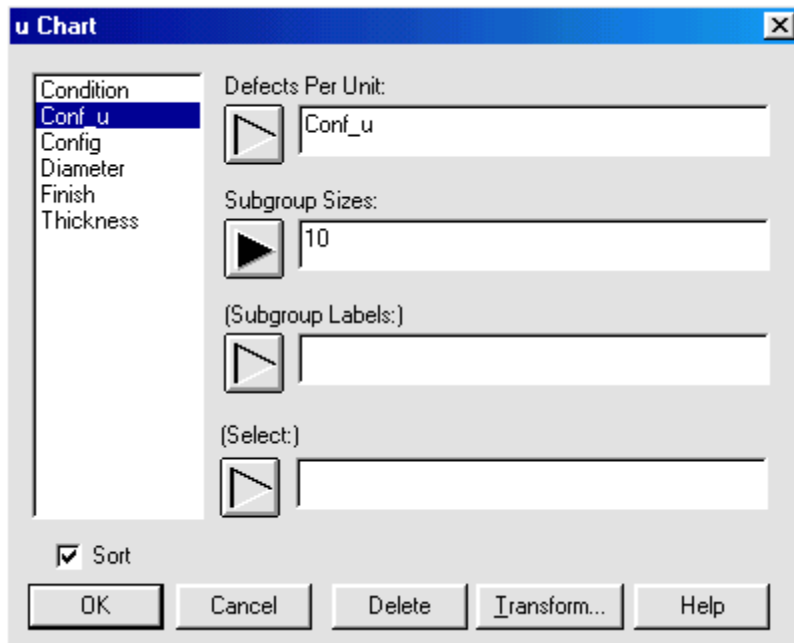 u Chart
Condition
Conf_u
Config
Diameter
Finish
Thickness
Sort
Defects Per Unit:
Conf_u
Subgroup Sizes:
10
(Subgroup Labels:)
(Select:)
OK
Cancel
Delete
Transform...
Help